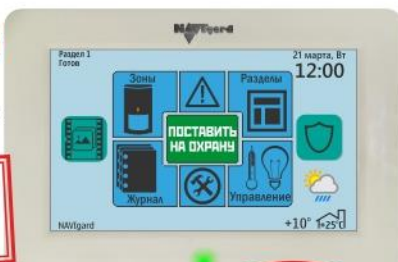 NAVIgard
Раздел 1
Готов
21 марта, Вт
12:00
Зоны
Разделы
ПОСТАВИТЬ
НА ОХРАНУ
Журнал
Управление
NAVIgard
+10°
+25°